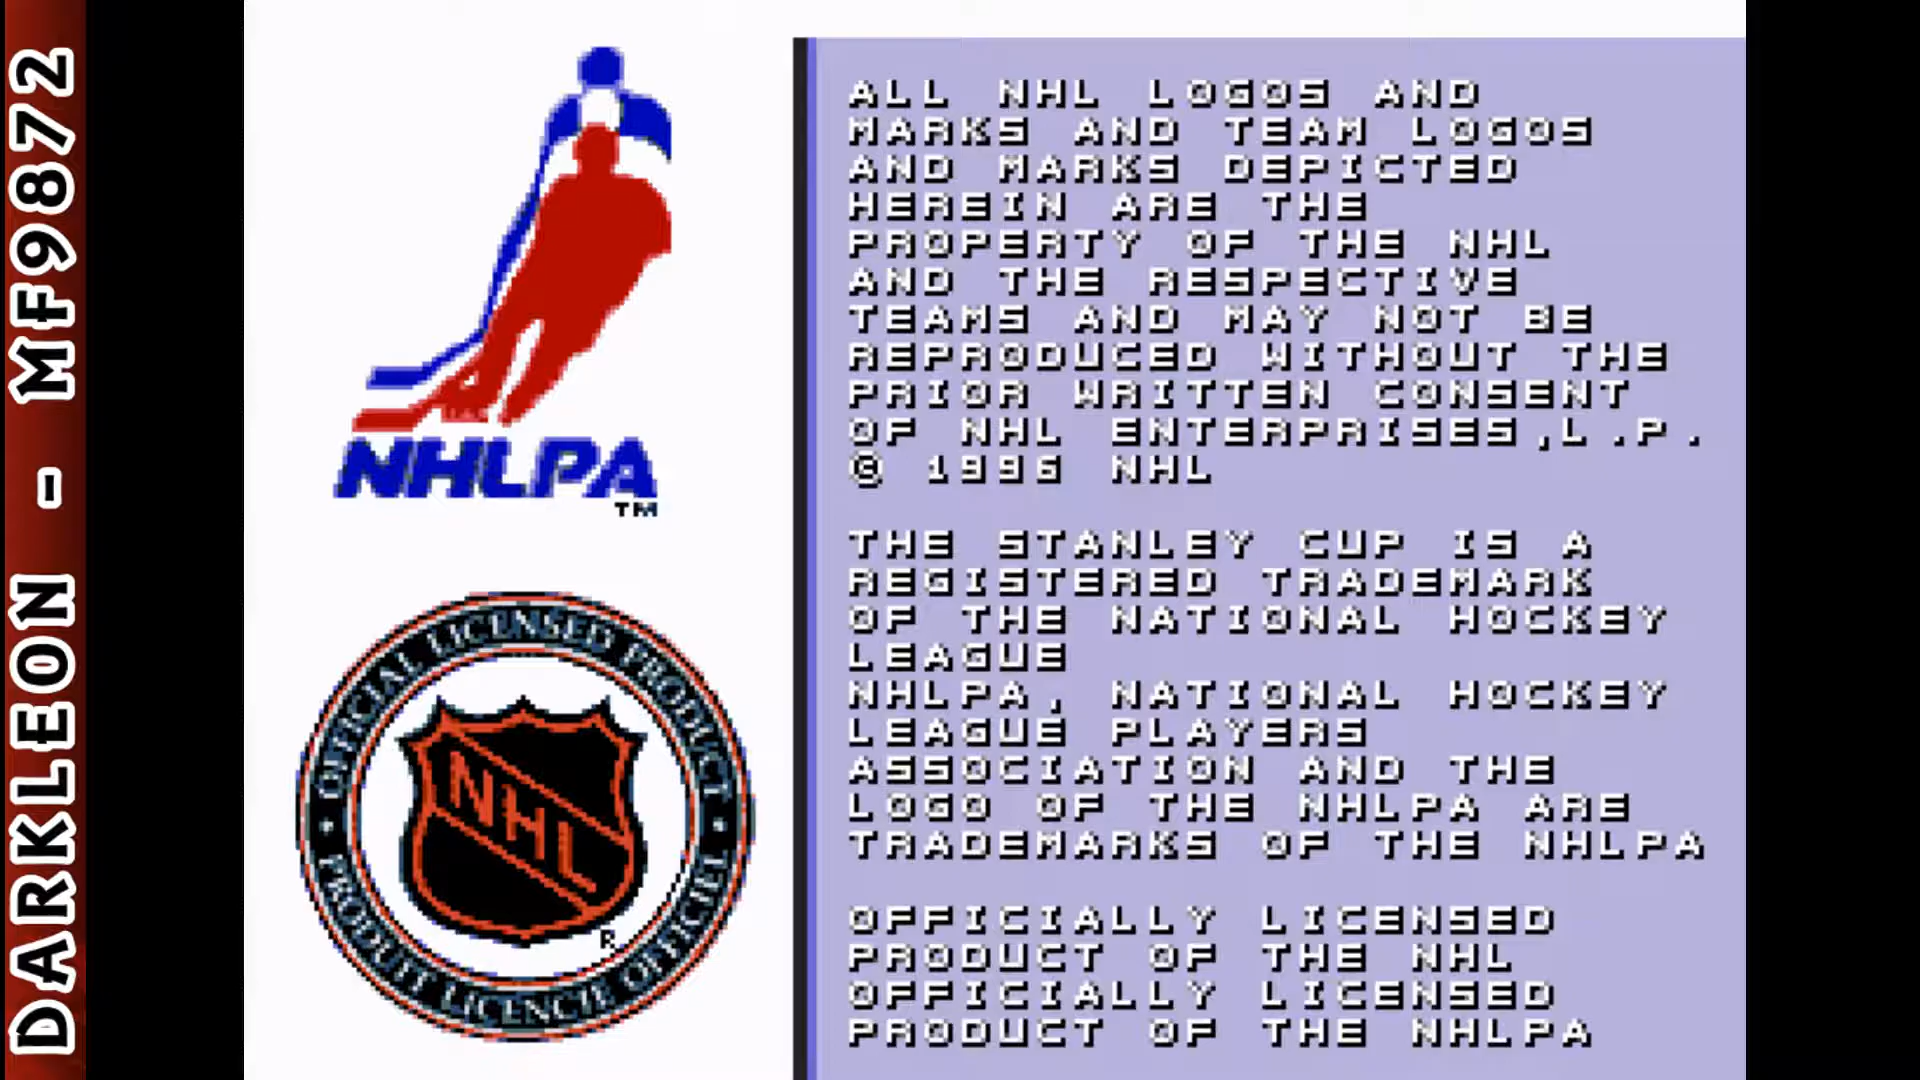 DARKLEON - MF9872
NHLPA
TM
OFFICIAL LICENSED PRODUCT
NHL
R
PRODUIT LICENCIE OFFICIEL
ALL NHL LOGOS AND
MARKS AND TEAM LOGOS
AND MARKS DEPICTED
HEREIN ARE THE
PROPERTY OF THE NHL
AND THE RESPECTIVE
TEAMS AND MAY NOT BE
REPRODUCED WITHOUT THE
PRIOR WRITTEN CONSENT
OF NHL ENTERPRISES,L.P.
© 1996 NHL
THE STANLEY CUP IS A
REGISTERED TRADEMARK
OF THE NATIONAL HOCKEY
LEAGUE
NHLPA, NATIONAL HOCKEY
LEAGUE PLAYERS
ASSOCIATION AND THE
LOGO OF THE NHLPA ARE
TRADEMARKS OF THE NHLPA
OFFICIALLY LICENSED
PRODUCT OF THE NHL
OFFICIALLY LICENSED
PRODUCT OF THE NHLPA